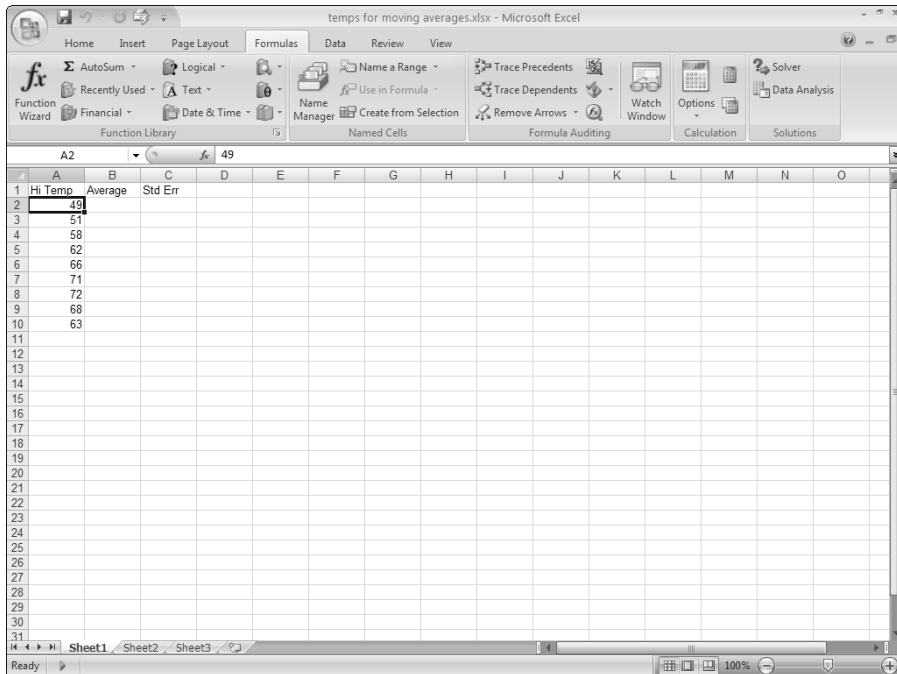 temps for moving averages.xlsx - Microsoft Excel
Home Insert Page Layout Formulas Data Review View
fx Function Wizard
Σ AutoSum
Recently Used
Financial
Logical
Text
Date & Time
Function Library
Name Manager
Name a Range
Use in Formula
Create from Selection
Named Cells
Trace Precedents
Trace Dependents
Remove Arrows
Watch Window
Formula Auditing
Options
Calculation
Solver
Data Analysis
Solutions
A2 fx 49
A B C D E F G H I J K L M N O
1 Hi Temp Average Std Err
2 49
3 51
4 58
5 62
6 66
7 71
8 72
9 68
10 63
11
12
13
14
15
16
17
18
19
20
21
22
23
24
25
26
27
28
29
30
31
Sheet1 Sheet2 Sheet3
Ready 100%